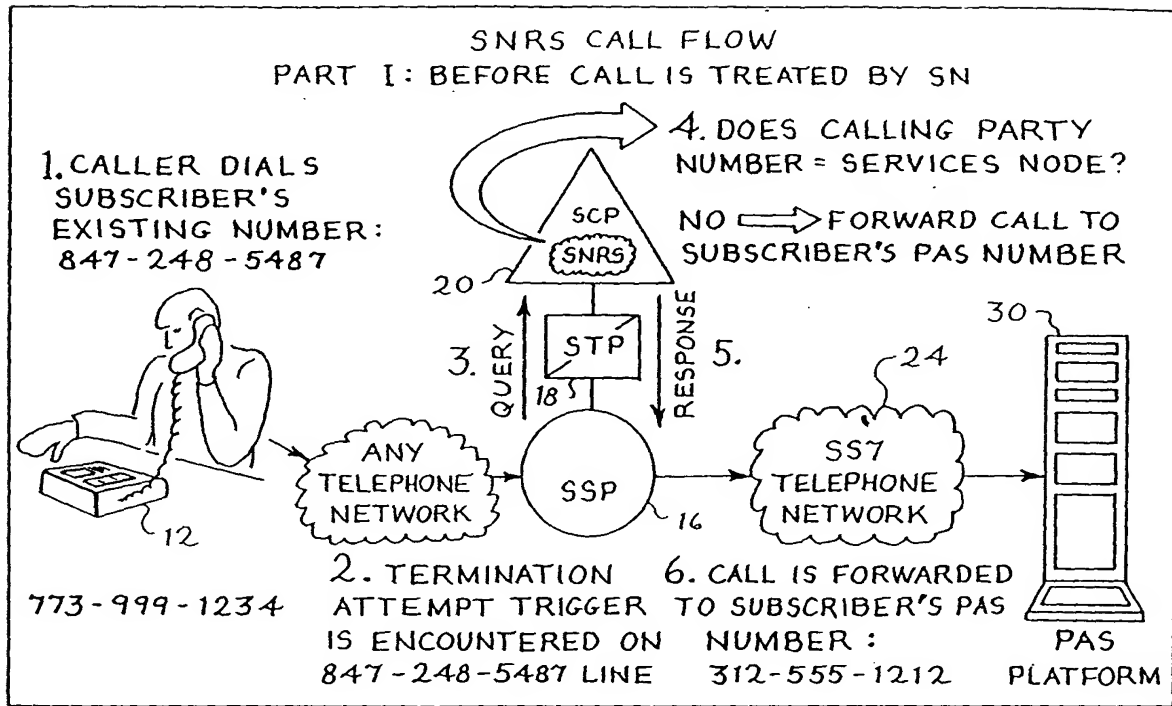 SNRS CALL FLOW
PART I: BEFORE CALL IS TREATED BY SN
1. CALLER DIALS
SUBSCRIBER'S
EXISTING NUMBER:
847-248-5487
4. DOES CALLING PARTY
NUMBER = SERVICES NODE?
NO ⇒ FORWARD CALL TO
SUBSCRIBER'S PAS NUMBER
SCP
SNRS
20
3. QUERY
STP
18
RESPONSE 5.
30
24
12
ANY
TELEPHONE
NETWORK
SSP
16
SS7
TELEPHONE
NETWORK
773-999-1234
2. TERMINATION
ATTEMPT TRIGGER
IS ENCOUNTERED ON
847-248-5487 LINE
6. CALL IS FORWARDED
TO SUBSCRIBER'S PAS
NUMBER:
312-555-1212
PAS
PLATFORM